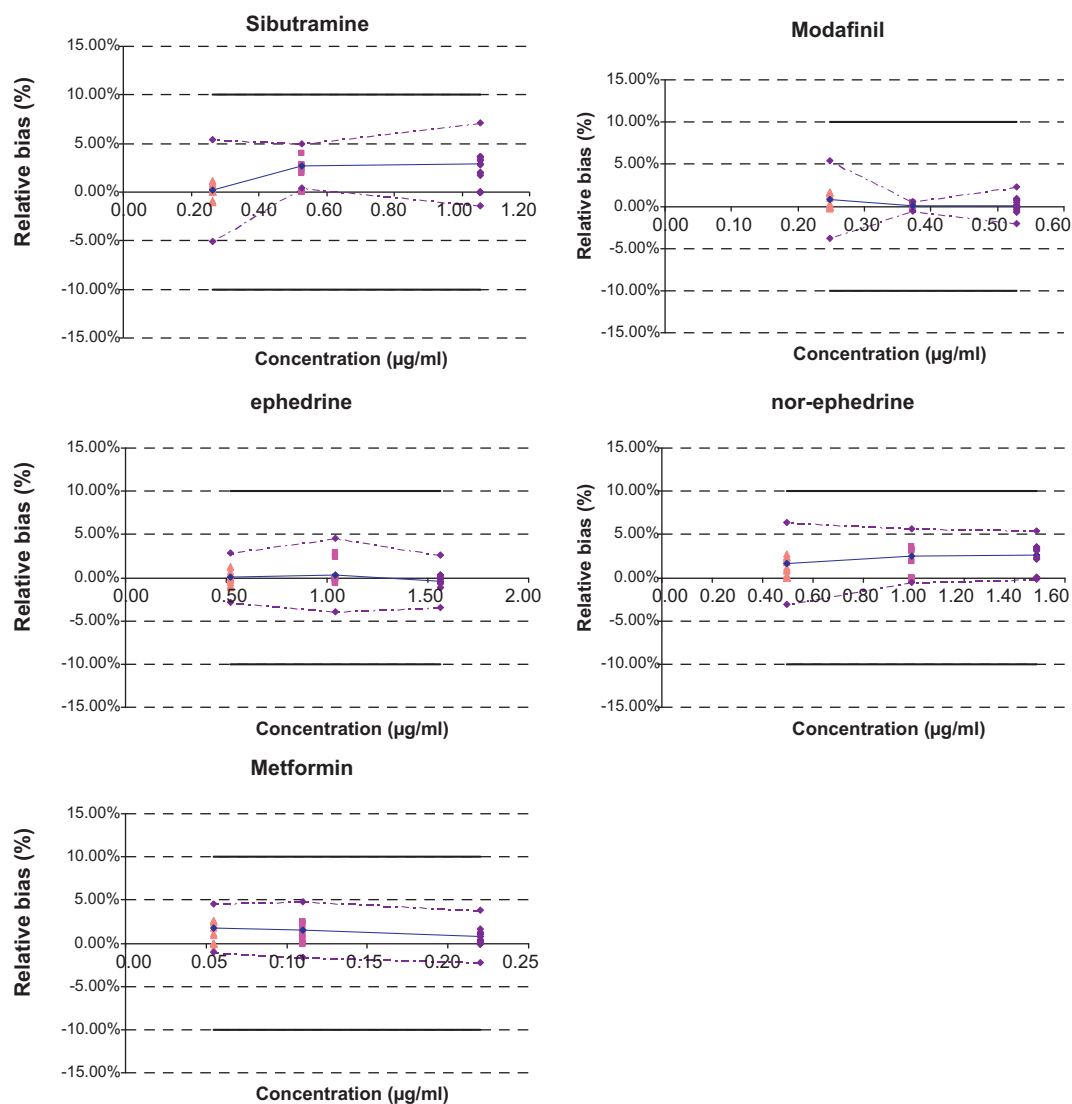 Sibutramine
Relative bias (%)
15.00%
10.00%
5.00%
0.00%
-5.00%
-10.00%
-15.00%
0.00 0.20 0.40 0.60 0.80 1.00 1.20
Concentration (µg/ml)
Modafinil
Relative bias (%)
15.00%
10.00%
5.00%
0.00%
-5.00%
-10.00%
-15.00%
0.00 0.10 0.20 0.30 0.40 0.50 0.60
Concentration (µg/ml)
ephedrine
Relative bias (%)
15.00%
10.00%
5.00%
0.00%
-5.00%
-10.00%
-15.00%
0.00 0.50 1.00 1.50 2.00
Concentration (µg/ml)
nor-ephedrine
Relative bias (%)
15.00%
10.00%
5.00%
0.00%
-5.00%
-10.00%
-15.00%
0.00 0.20 0.40 0.60 0.80 1.00 1.20 1.40 1.60
Concentration (µg/ml)
Metformin
Relative bias (%)
15.00%
10.00%
5.00%
0.00%
-5.00%
-10.00%
-15.00%
0.00 0.05 0.10 0.15 0.20 0.25
Concentration (µg/ml)